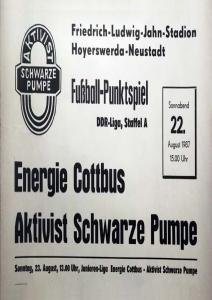 Friedrich-Ludwig-Jahn-Stadion
Hoyerswerda-Neustadt
AKTIVIST
SCHWARZE
PUMPE
Fußball-Punktspiel
DDR-Liga, Staffel A
Sonnabend
22.
August 1987
15.00 Uhr
Energie Cottbus
Aktivist Schwarze Pumpe
Sonntag, 23. August, 13.00 Uhr, Junioren-Liga Energie Cottbus - Aktivist Schwarze Pumpe